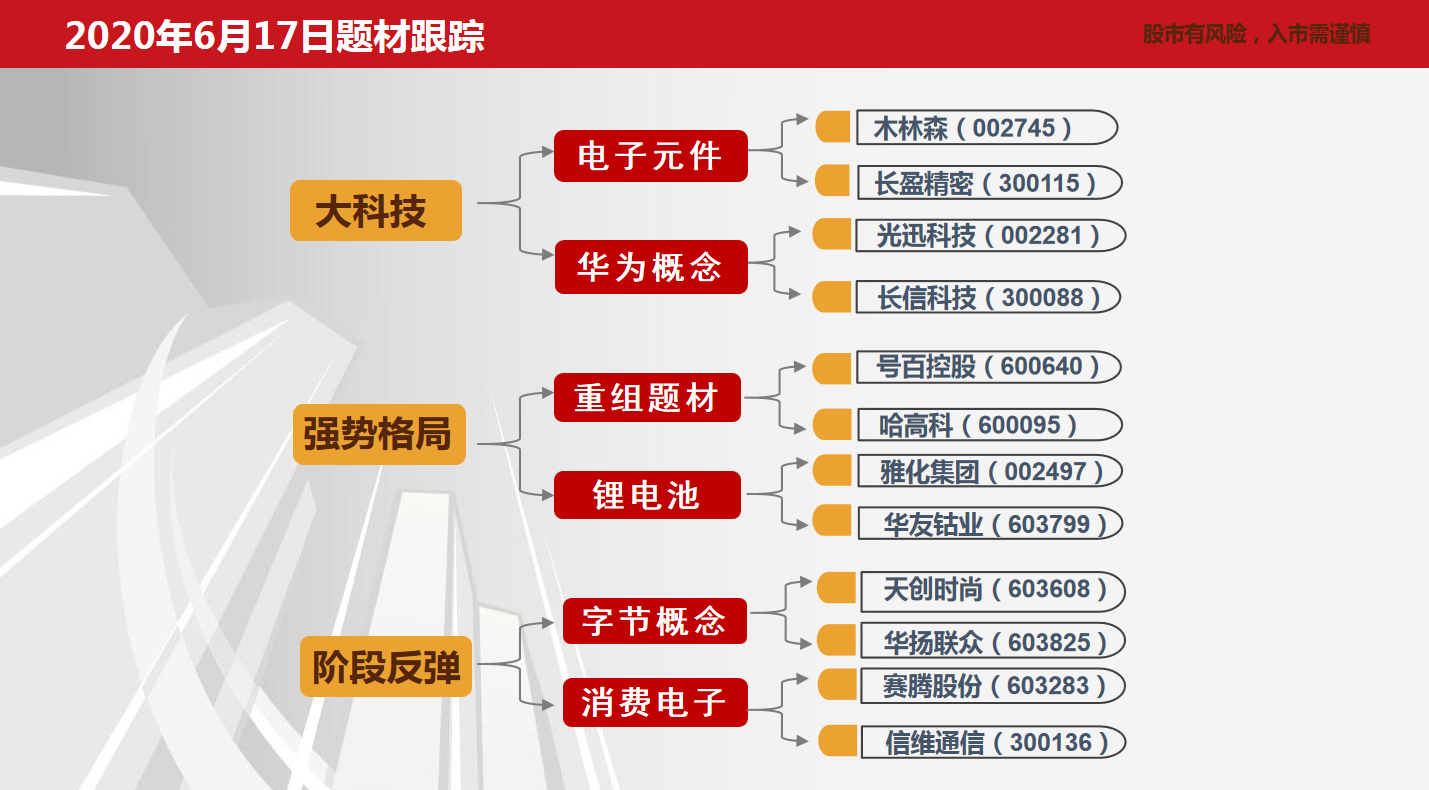 2020年6月17日题材跟踪
股市有风险，入市需谨慎
大科技
电子元件
木林森（002745）
长盈精密（300115）
华为概念
光迅科技（002281）
长信科技（300088）
强势格局
重组题材
号百控股（600640）
哈高科（600095）
锂电池
雅化集团（002497）
华友钴业（603799）
阶段反弹
字节概念
天创时尚（603608）
华扬联众（603825）
消费电子
赛腾股份（603283）
信维通信（300136）